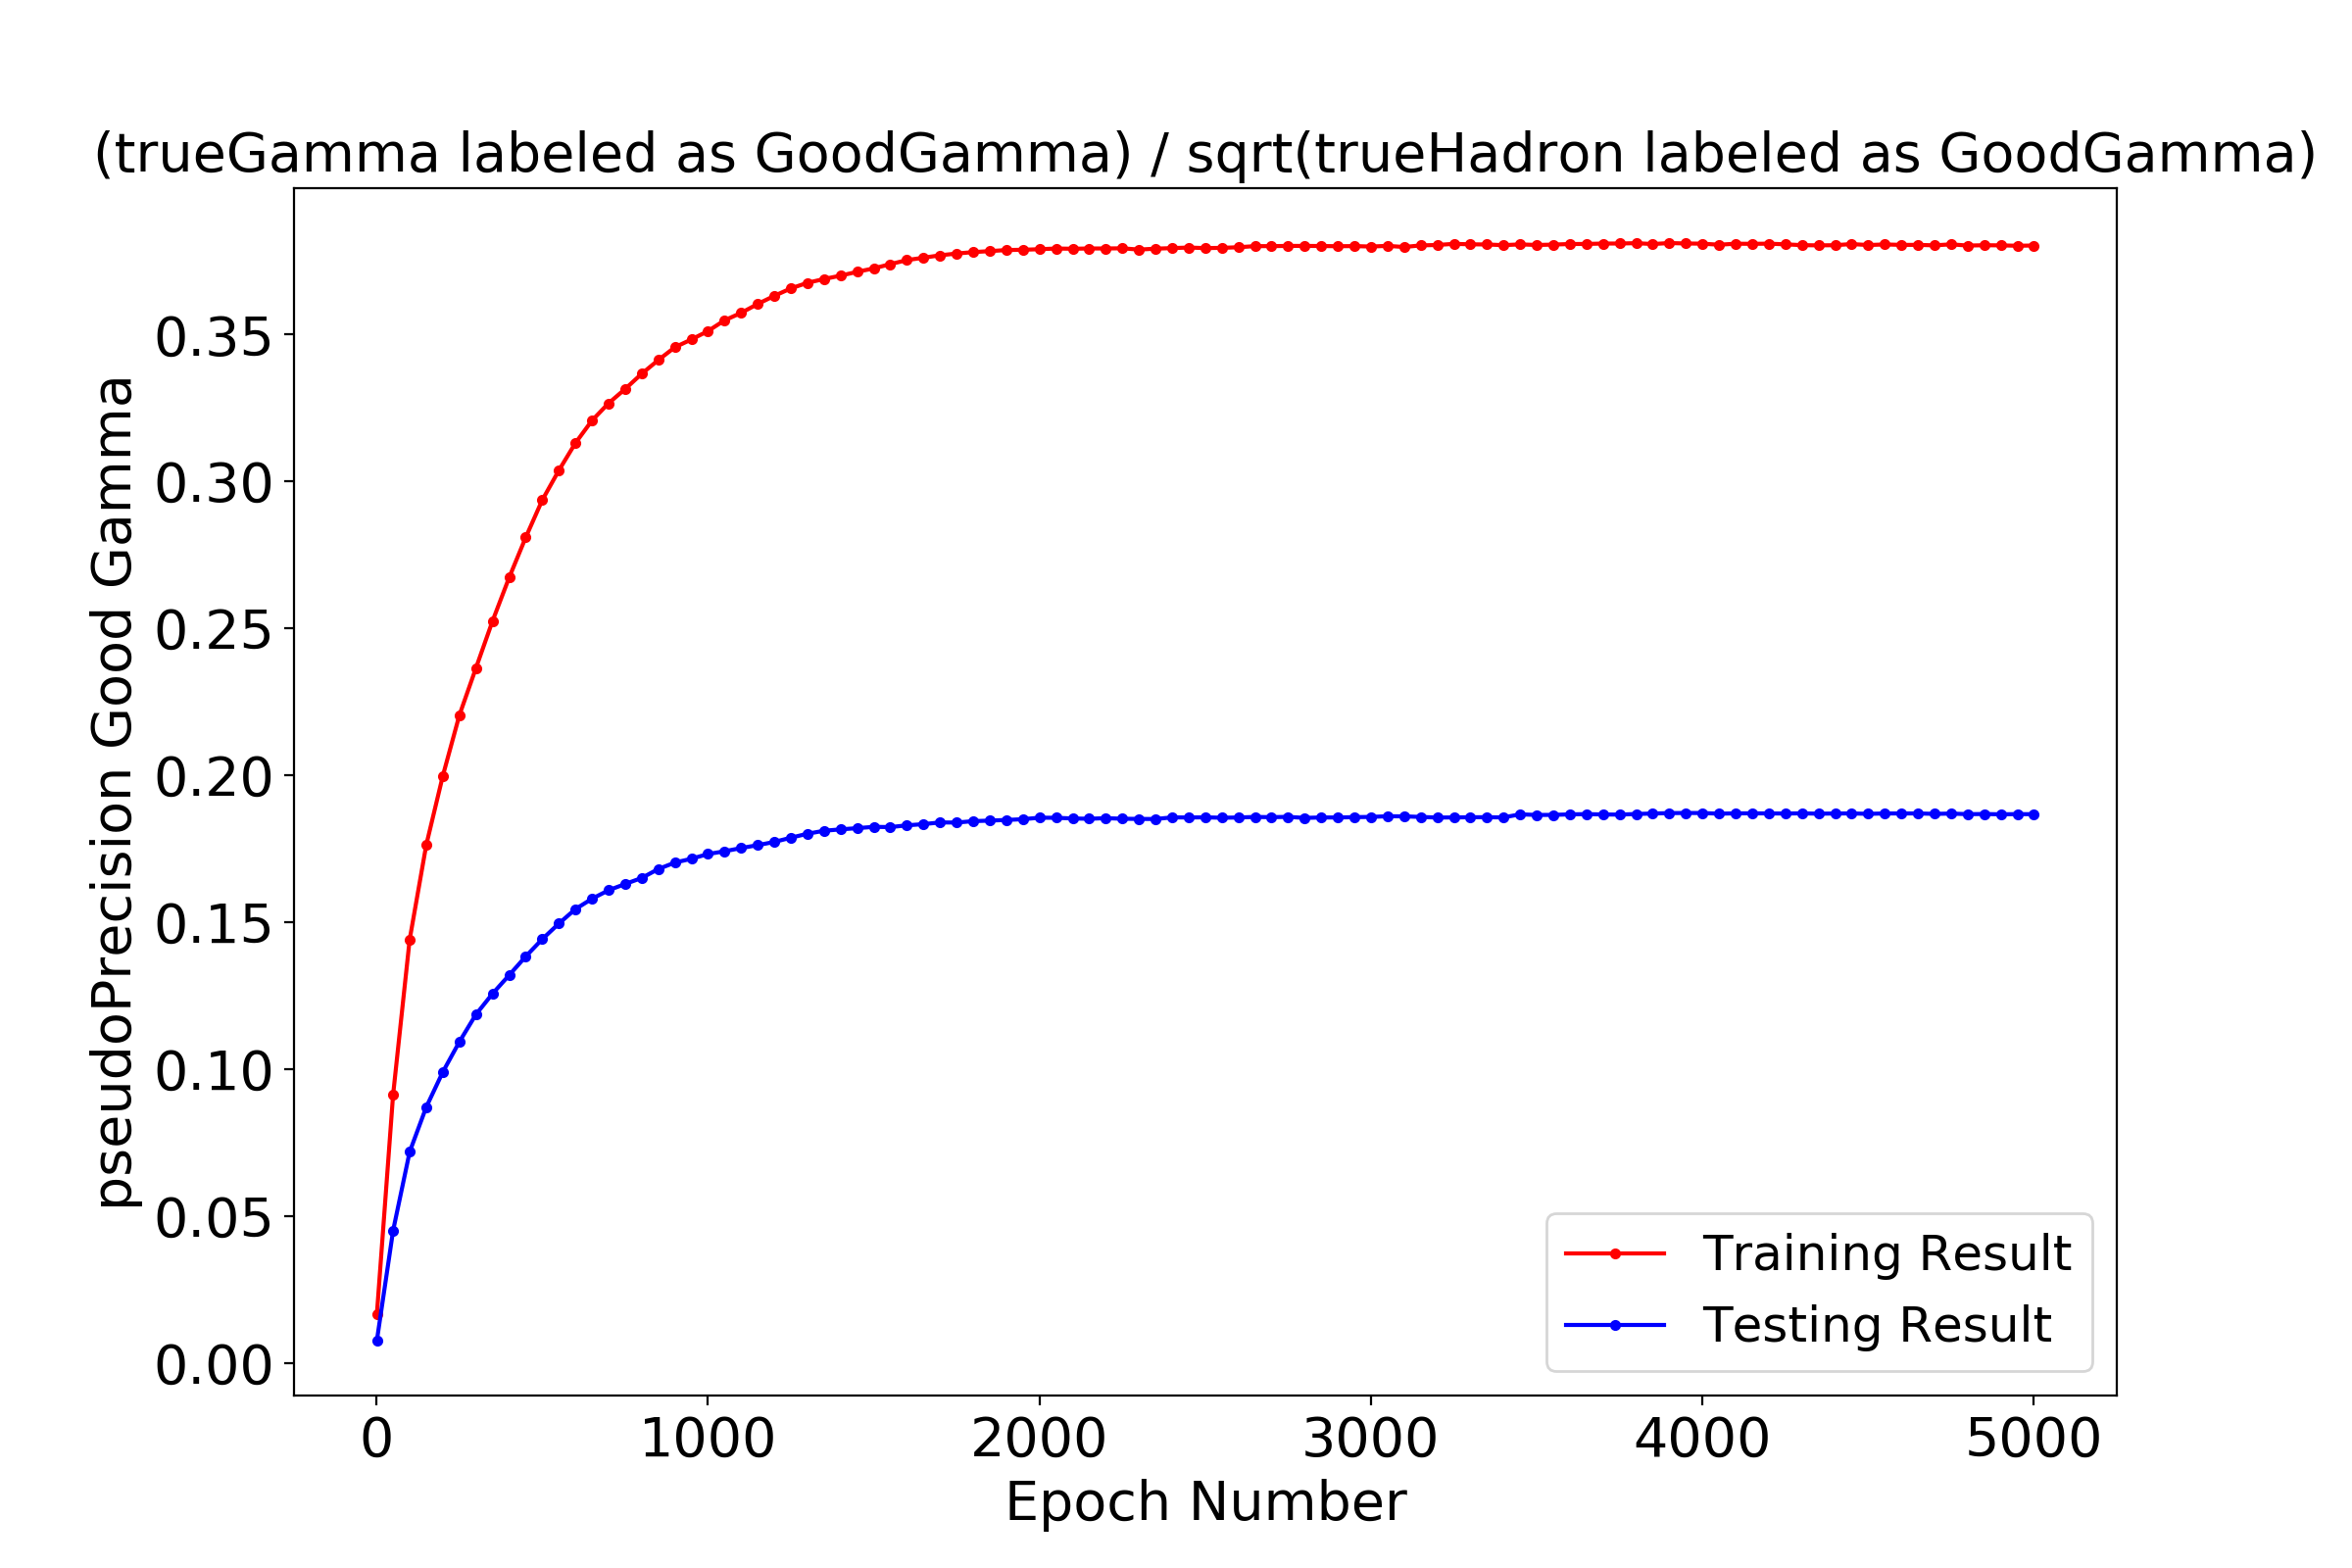 (trueGamma labeled as GoodGamma) / sqrt(trueHadron labeled as GoodGamma)
pseudoPrecision Good Gamma
0.35
0.30
0.25
0.20
0.15
0.10
0.05
0.00
Training Result
Testing Result
0 1000 2000 3000 4000 5000
Epoch Number